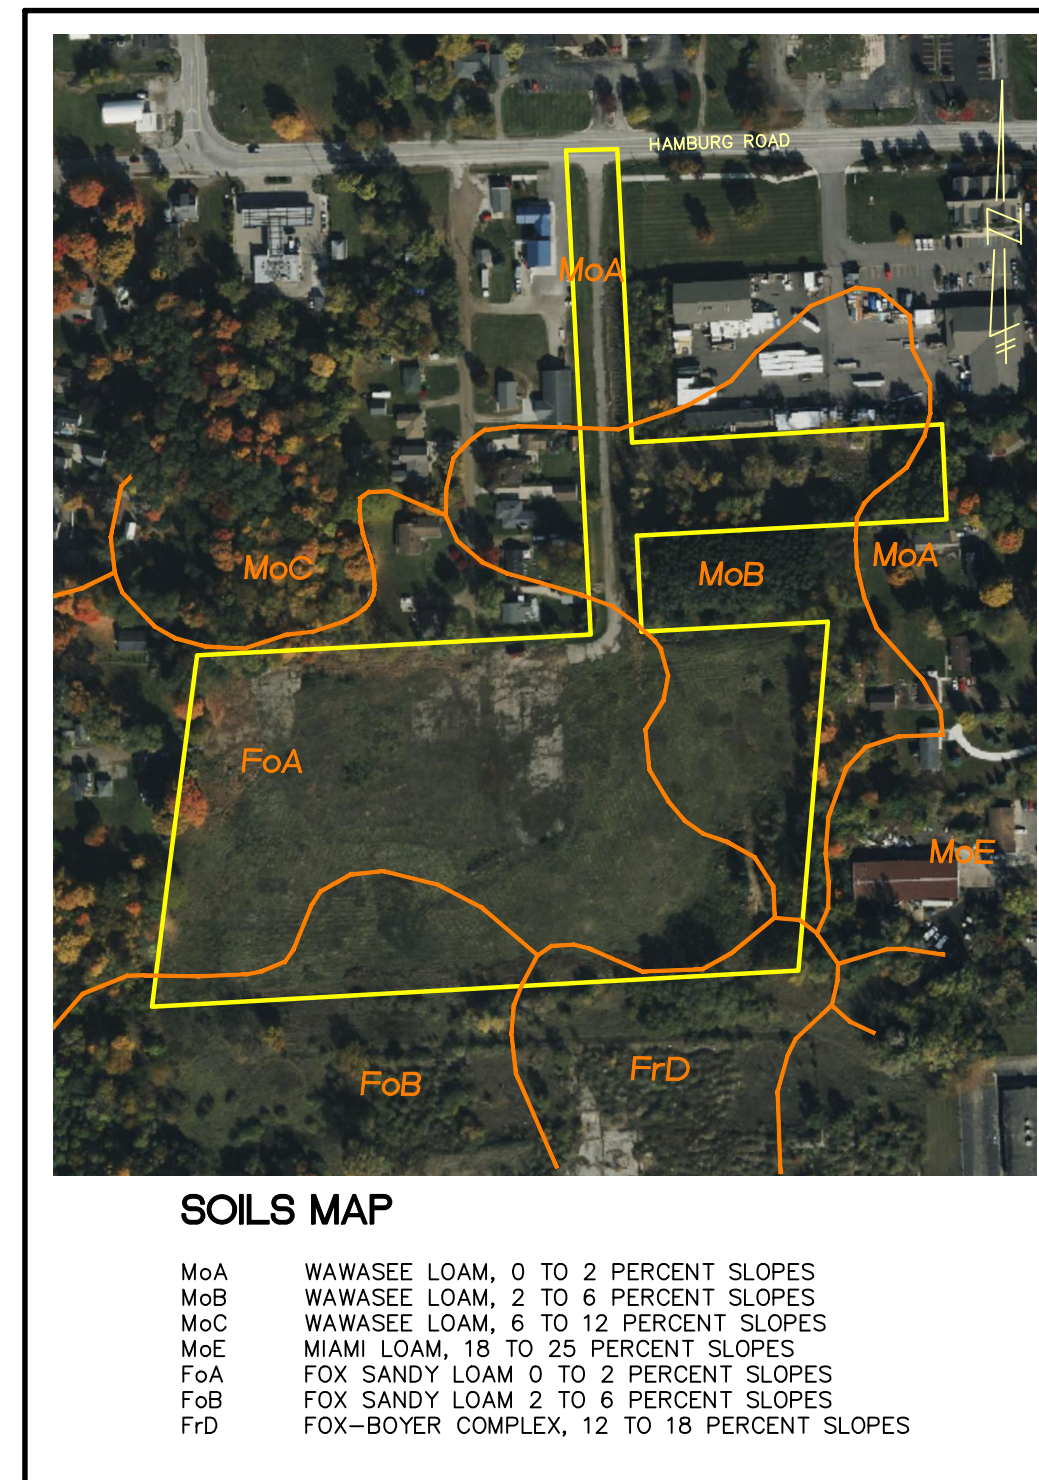 HAMBURG ROAD
MoA
MoC
MoB
MoA
FoA
MoE
FoB
FrD
SOILS MAP
MoA WAWASEE LOAM, 0 TO 2 PERCENT SLOPES
MoB WAWASEE LOAM, 2 TO 6 PERCENT SLOPES
MoC WAWASEE LOAM, 6 TO 12 PERCENT SLOPES
MoE MIAMI LOAM, 18 TO 25 PERCENT SLOPES
FoA FOX SANDY LOAM 0 TO 2 PERCENT SLOPES
FoB FOX SANDY LOAM 2 TO 6 PERCENT SLOPES
FrD FOX-BOYER COMPLEX, 12 TO 18 PERCENT SLOPES